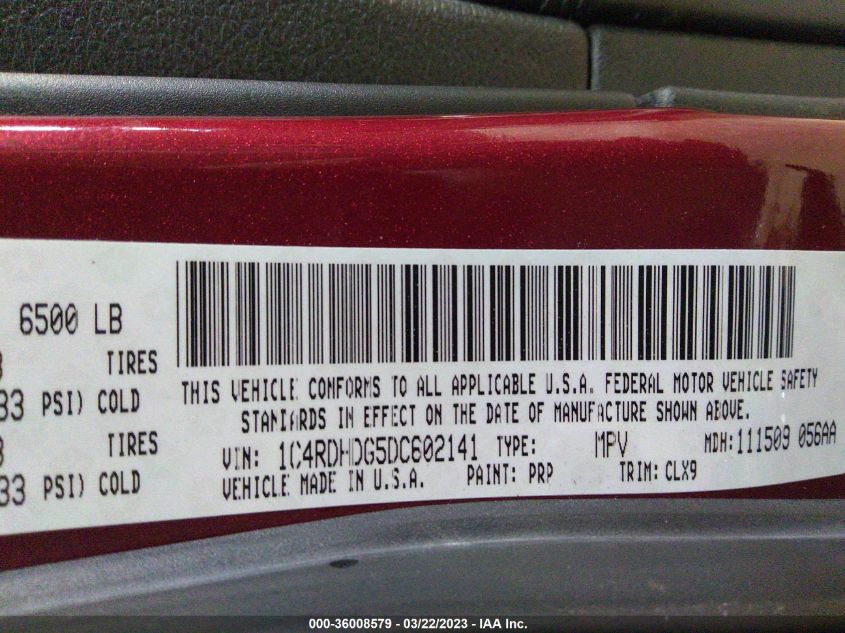 6500 LB
TIRES
33 PSI) COLD
TIRES
33 PSI) COLD
THIS VEHICLE CONFORMS TO ALL APPLICABLE U.S.A. FEDERAL MOTOR VEHICLE SAFETY
STANDARDS IN EFFECT ON THE DATE OF MANUFACTURE SHOWN ABOVE.
VIN: 1C4RDHDG5DC602141 TYPE: MPV MDH: 111509 056AA
VEHICLE MADE IN U.S.A. PAINT: PRP TRIM: CLX9
000-36008579 - 03/22/2023 - IAA Inc.